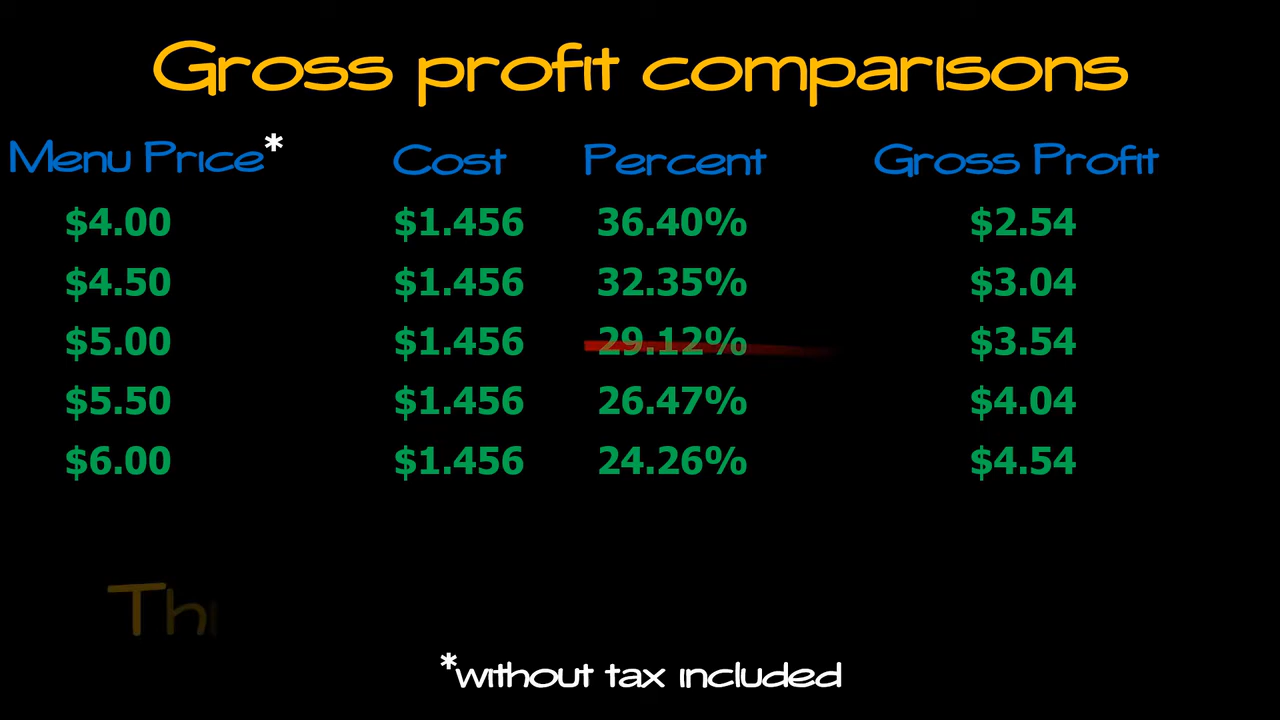 Gross profit comparisons
Menu Price* Cost Percent Gross Profit
$4.00 $1.456 36.40% $2.54
$4.50 $1.456 32.35% $3.04
$5.00 $1.456 29.12% $3.54
$5.50 $1.456 26.47% $4.04
$6.00 $1.456 24.26% $4.54
*without tax included